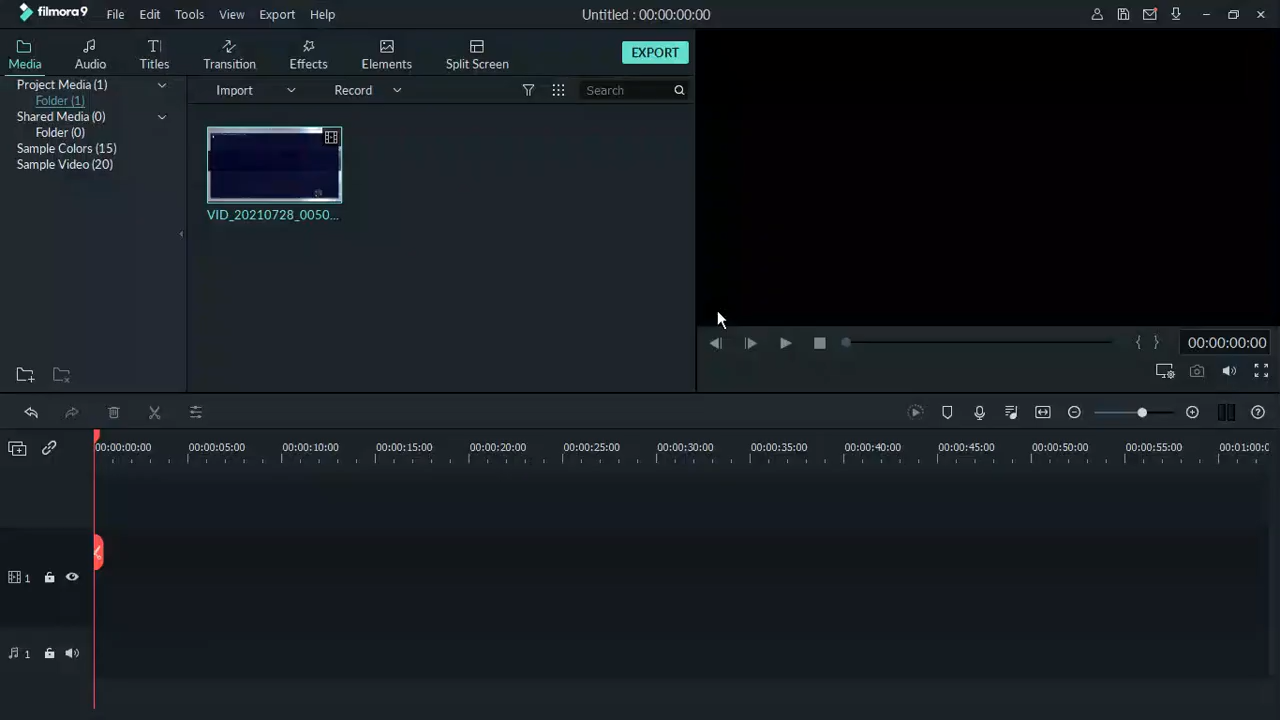 filmora9 File Edit Tools View Export Help Untitled : 00:00:00:00
Media Audio Titles Transition Effects Elements Split Screen EXPORT
Project Media (1)
Folder (1)
Shared Media (0)
Folder (0)
Sample Colors (15)
Sample Video (20)
Import Record Search
VID_20210728_0050...
00:00:00:00
00:00:00:00 00:00:05:00 00:00:10:00 00:00:15:00 00:00:20:00 00:00:25:00 00:00:30:00 00:00:35:00 00:00:40:00 00:00:45:00 00:00:50:00 00:00:55:00 00:01:00:0
1
1